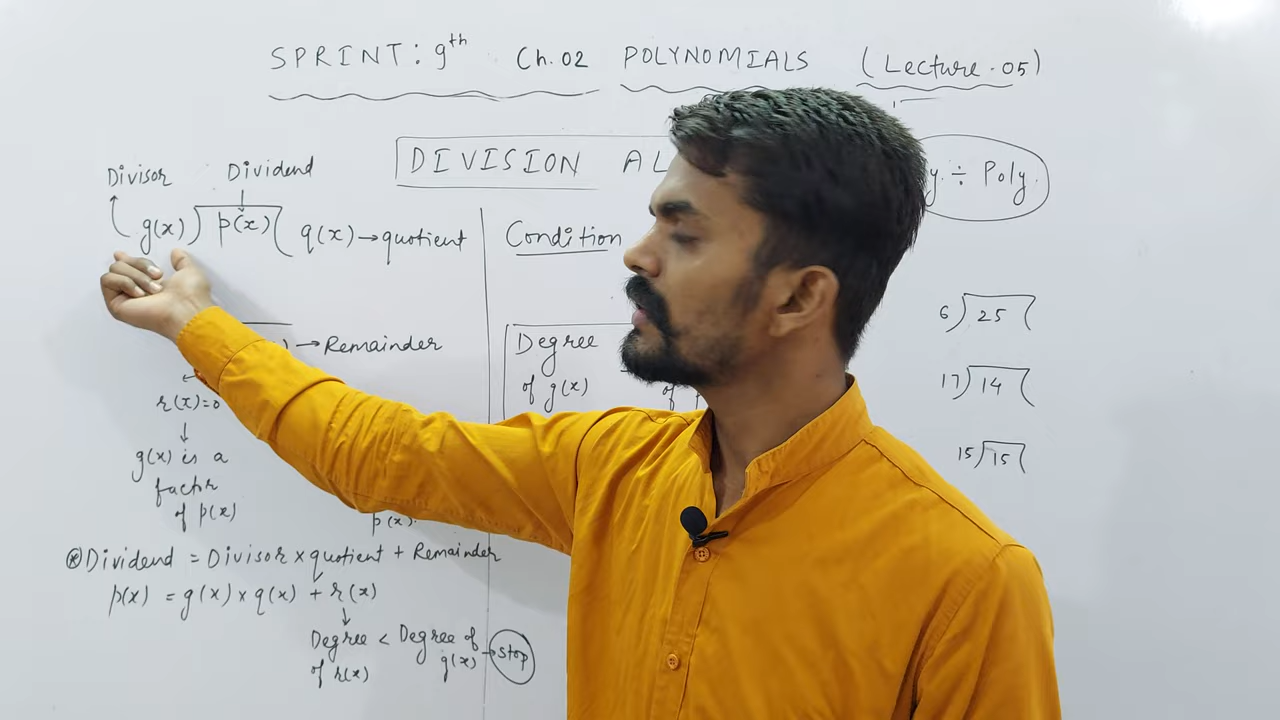 SPRINT: 9th Ch. 02 POLYNOMIALS (Lecture - 05)
DIVISION AL
÷ Poly.
Divisor Dividend
g(x) p(x) q(x) → quotient
Condition
6) 25 (
→ Remainder
Degree
of g(x) of
17) 14 (
r(x)=0
g(x) is a
factor
of p(x)
15) 15 (
p(x).
⊛ Dividend = Divisor × quotient + Remainder
p(x) = g(x) × q(x) + r(x)
Degree < Degree of
of r(x) g(x) → stop